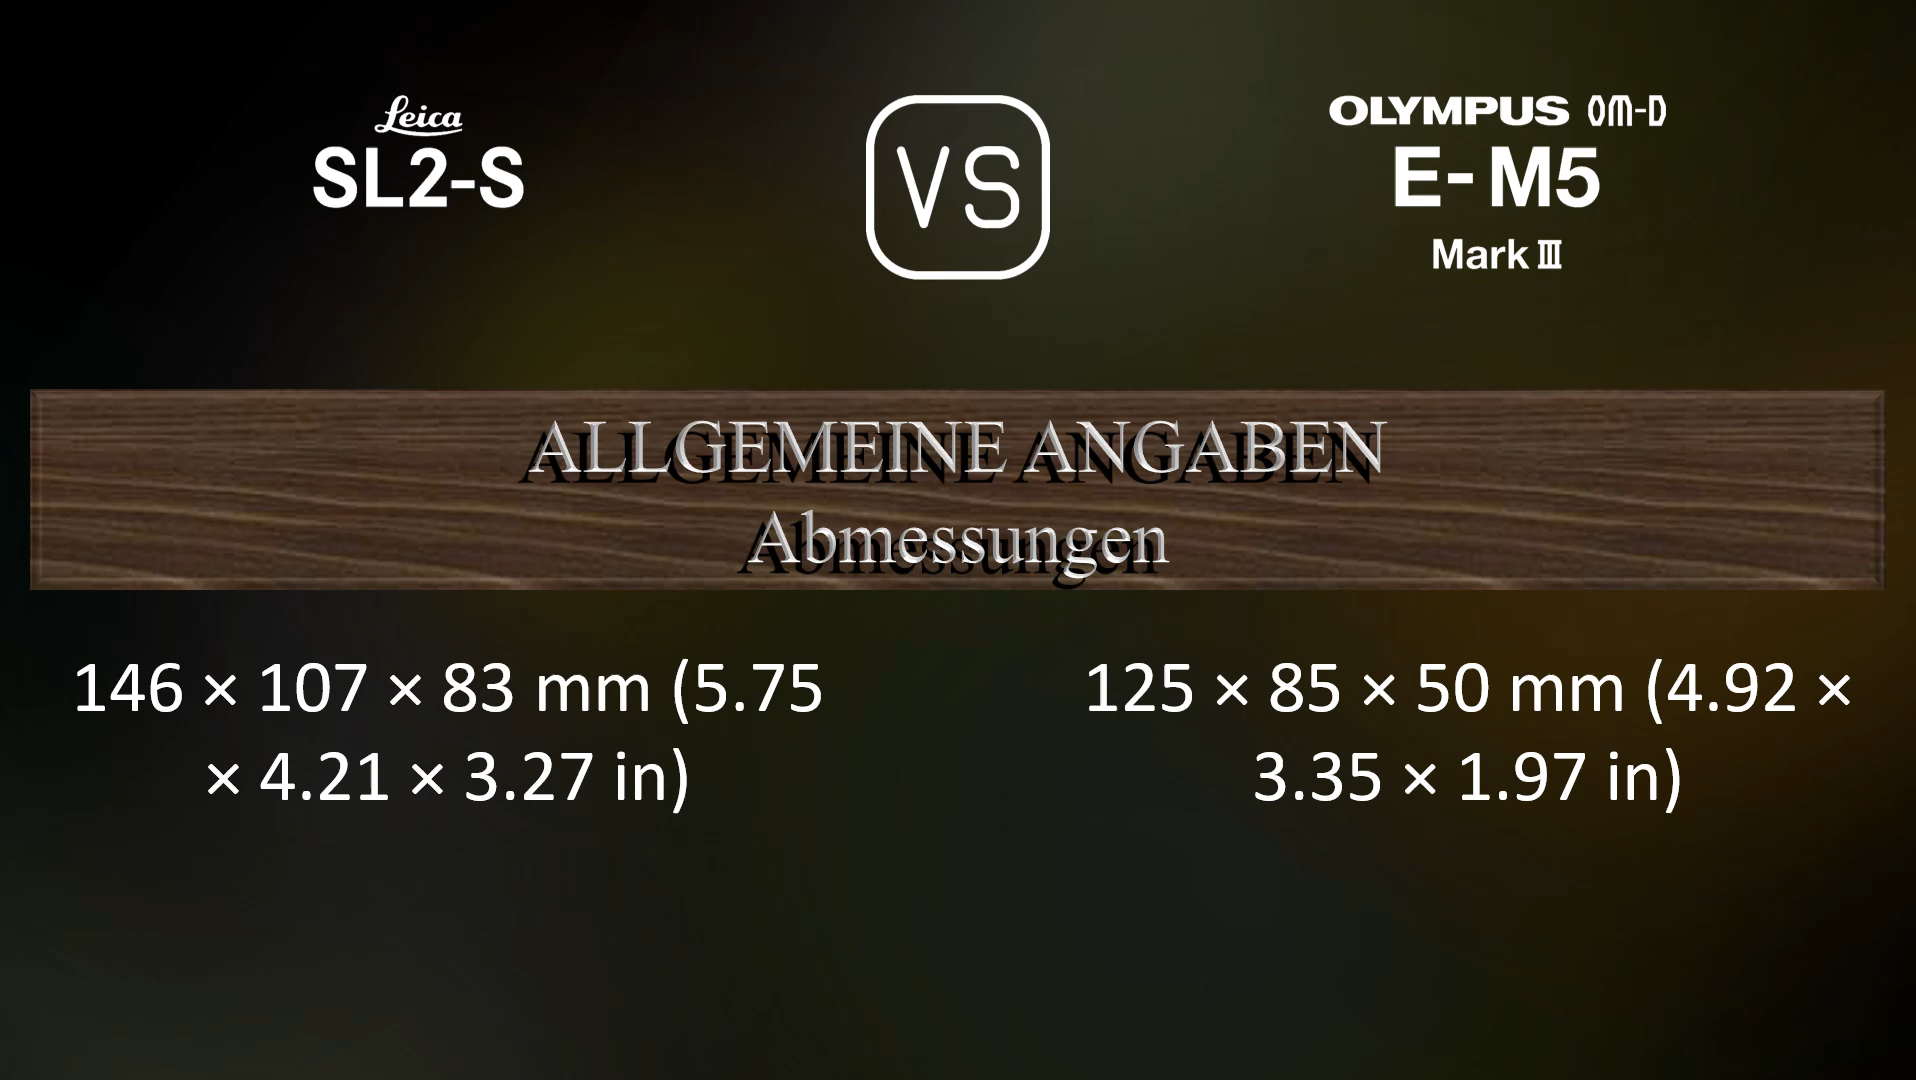 Leica
SL2-S
VS
OLYMPUS OM-D
E-M5
Mark III
ALLGEMEINE ANGABEN
Abmessungen
146 × 107 × 83 mm (5.75
× 4.21 × 3.27 in)
125 × 85 × 50 mm (4.92 ×
3.35 × 1.97 in)